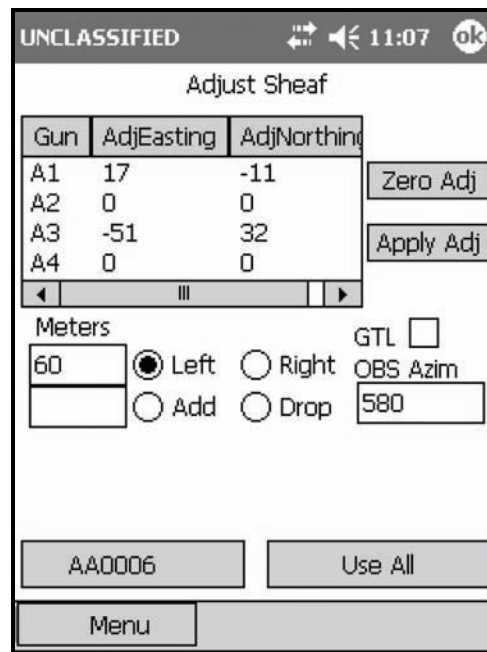 UNCLASSIFIED 11:07 ok
Adjust Sheaf
Gun AdjEasting AdjNorthing
A1 17 -11
A2 0 0
A3 -51 32
A4 0 0
Zero Adj
Apply Adj
Meters
GTL
60 Left Right OBS Azim
Add Drop 580
AA0006 Use All
Menu